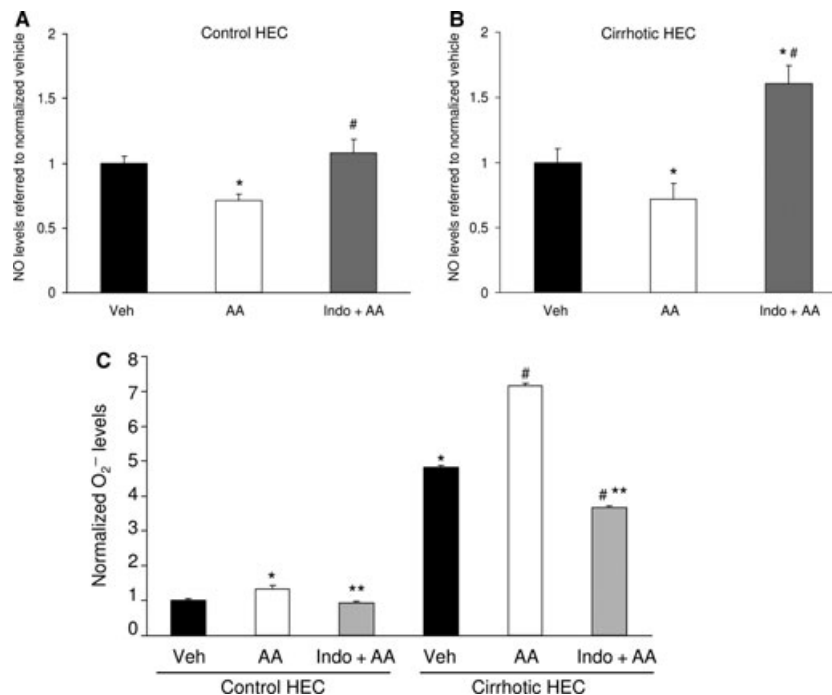 A
Control HEC
NO levels referred to normalized vehicle
2
1.5
1
0.5
0
*
#
Veh AA Indo + AA
B
Cirrhotic HEC
NO levels referred to normalized vehicle
2
1.5
1
0.5
0
*
* #
Veh AA Indo + AA
C
Normalized O₂⁻ levels
8
7
6
5
4
3
2
1
0
*
**
*
#
# **
Veh AA Indo + AA Veh AA Indo + AA
Control HEC Cirrhotic HEC